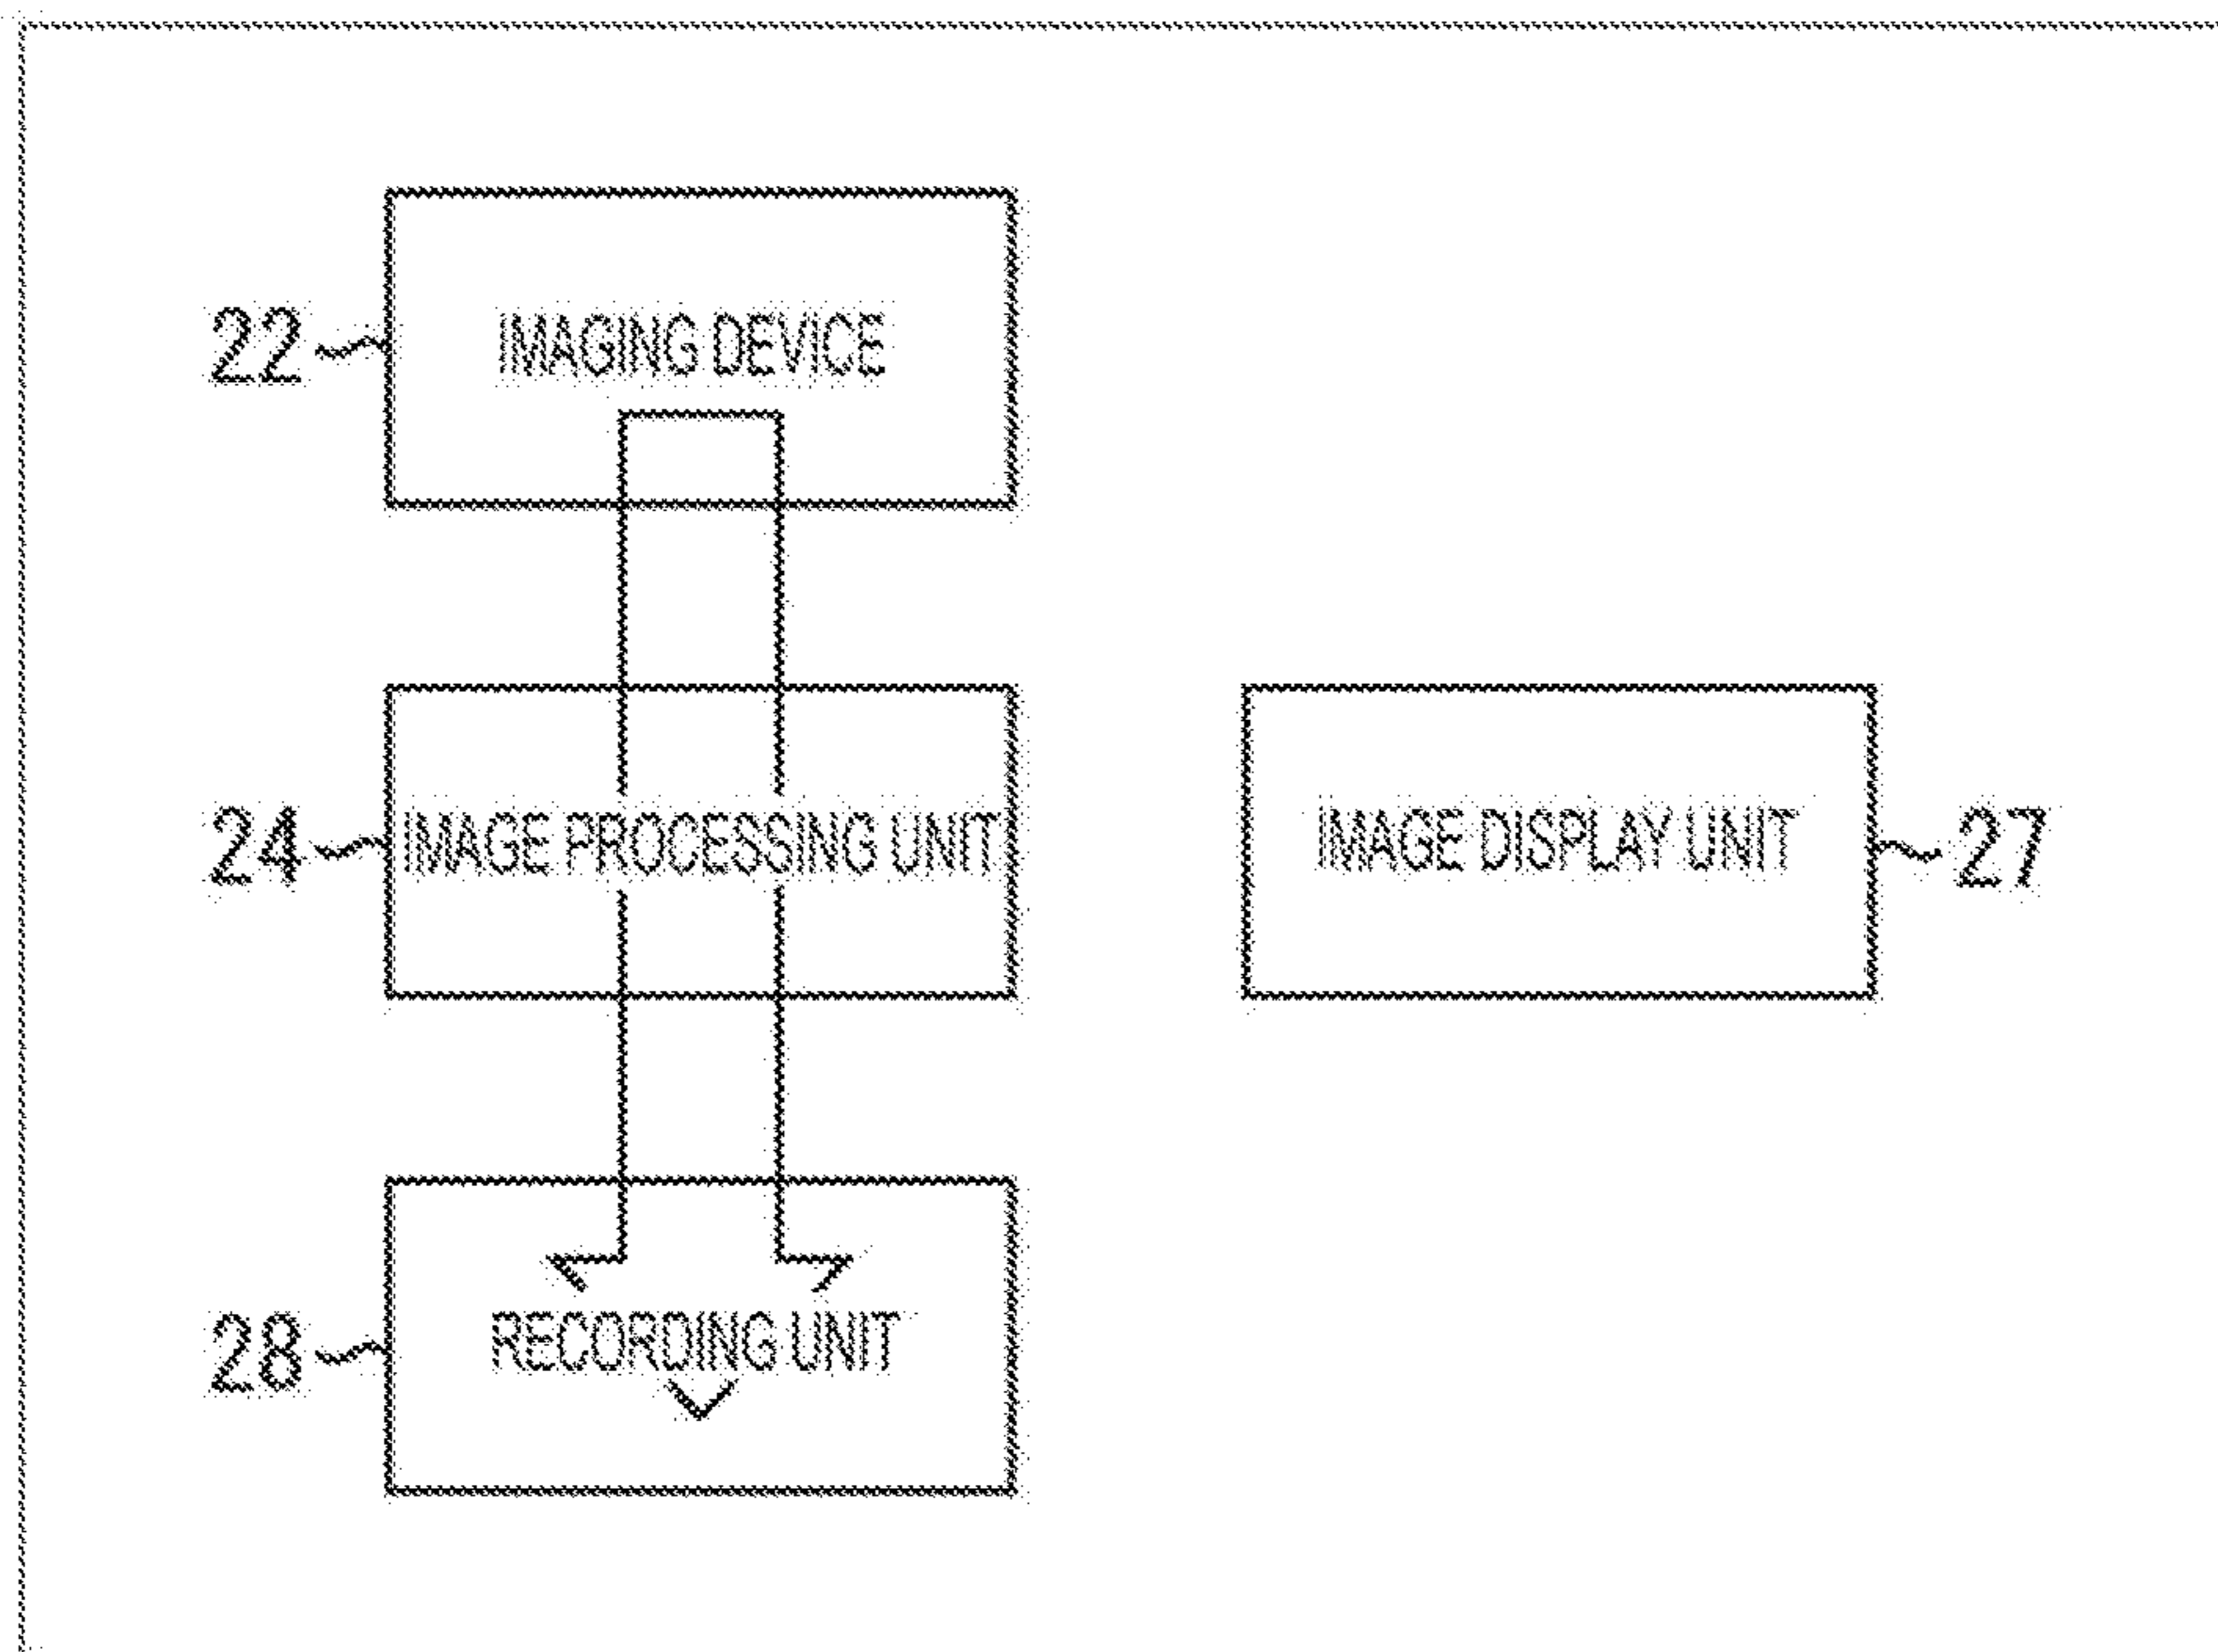 22 IMAGING DEVICE
24 IMAGE PROCESSING UNIT IMAGE DISPLAY UNIT 27
28 RECORDING UNIT